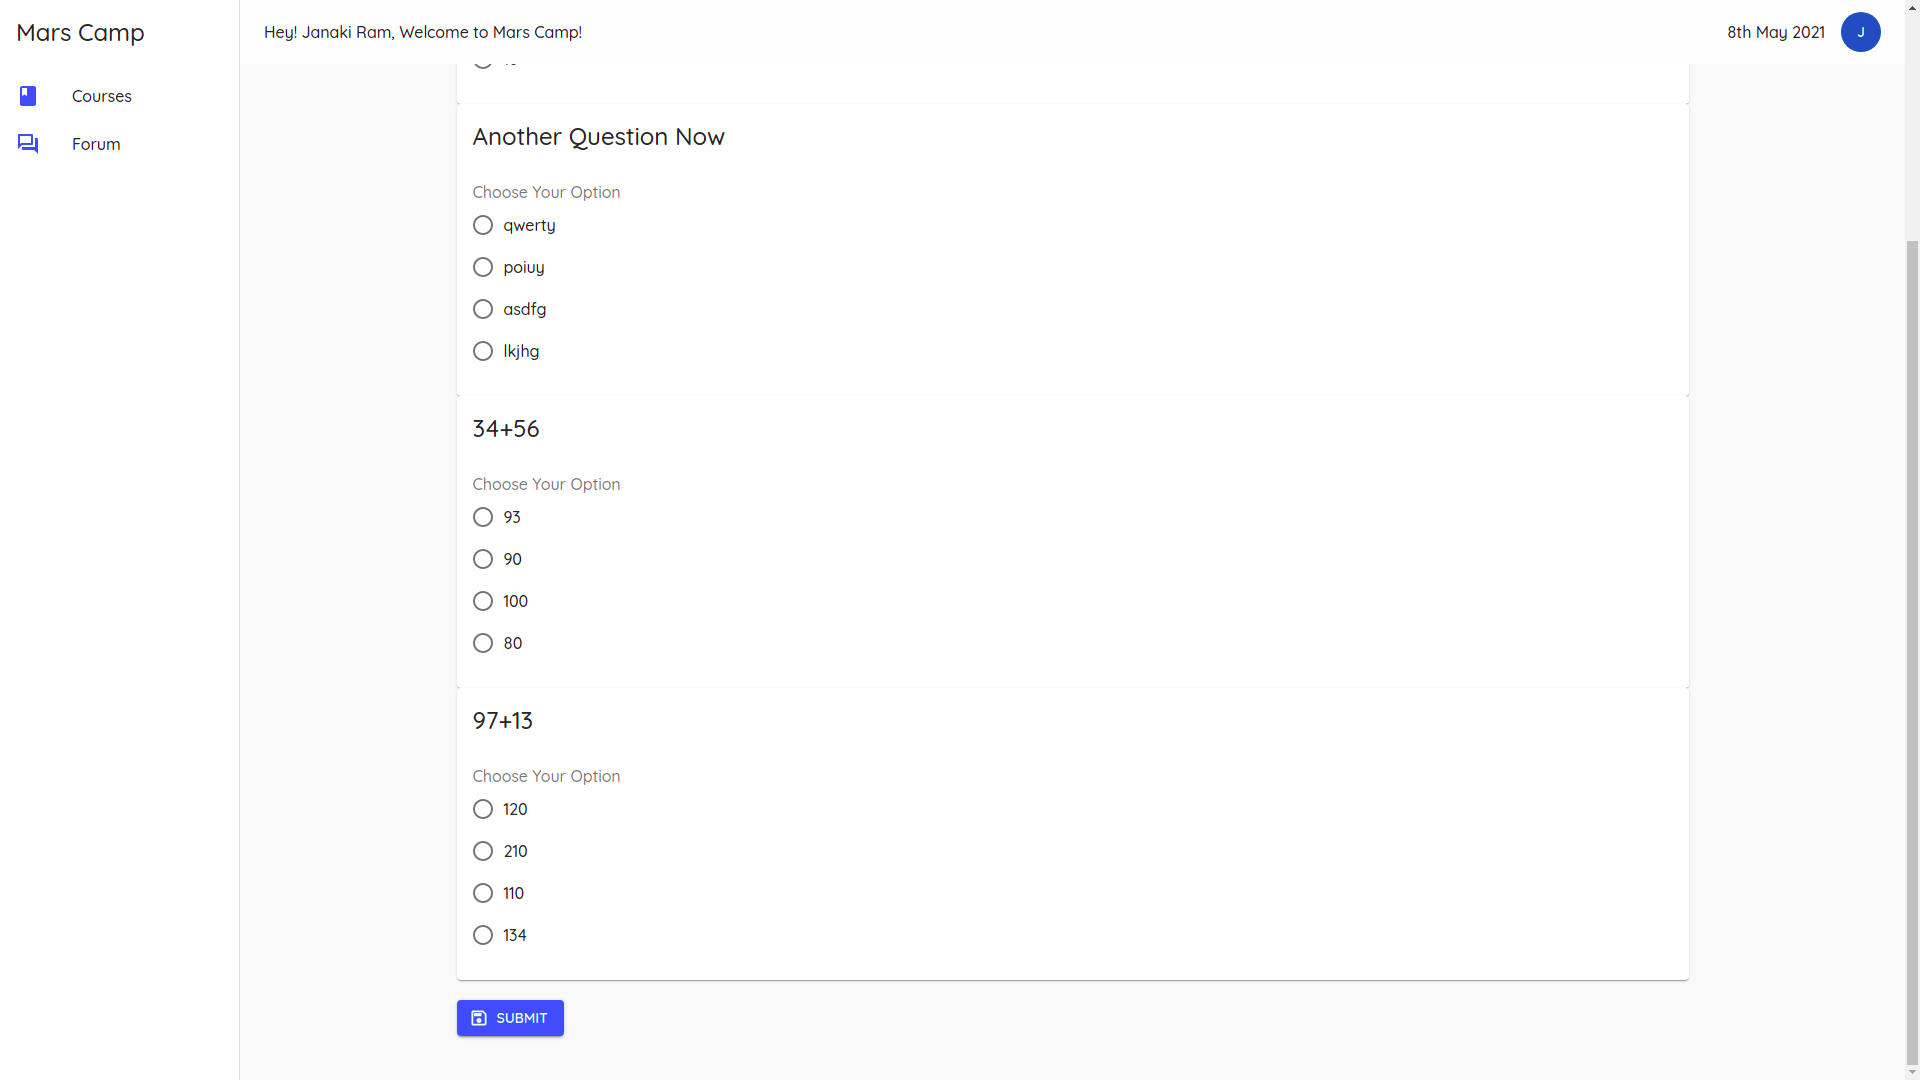 Mars Camp
Courses
Forum
Hey! Janaki Ram, Welcome to Mars Camp!
8th May 2021
J
Another Question Now
Choose Your Option
qwerty
poiuy
asdfg
lkjhg
34+56
Choose Your Option
93
90
100
80
97+13
Choose Your Option
120
210
110
134
SUBMIT